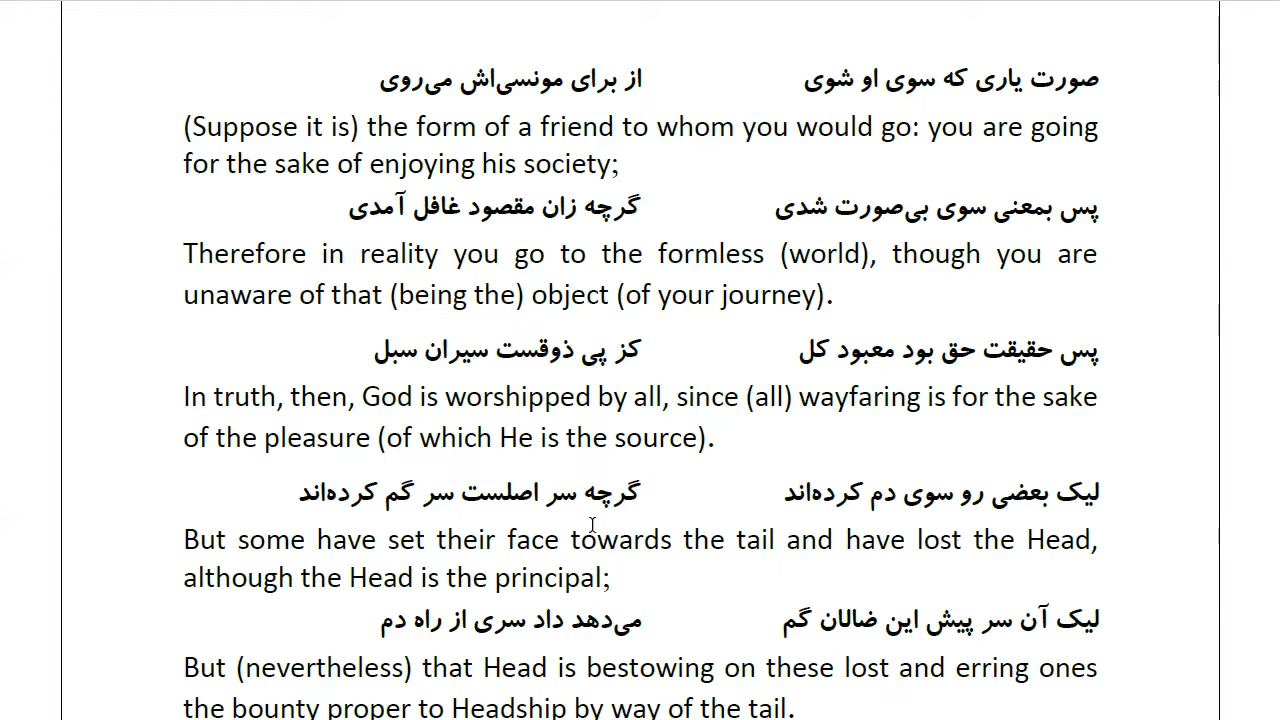 صورت یاری که سوی او شوی از برای مونسی‌اش می‌روی
(Suppose it is) the form of a friend to whom you would go: you are going
for the sake of enjoying his society;
پس بمعنی سوی بی‌صورت شدی گرچه زان مقصود غافل آمدی
Therefore in reality you go to the formless (world), though you are
unaware of that (being the) object (of your journey).
پس حقیقت حق بود معبود کل کز پی ذوقست سیران سبل
In truth, then, God is worshipped by all, since (all) wayfaring is for the sake
of the pleasure (of which He is the source).
لیک بعضی رو سوی دم کرده‌اند گرچه سر اصلست سر گم کرده‌اند
But some have set their face towards the tail and have lost the Head,
although the Head is the principal;
لیک آن سر پیش این ضالان گم می‌دهد داد سری از راه دم
But (nevertheless) that Head is bestowing on these lost and erring ones
the bounty proper to Headship by way of the tail.